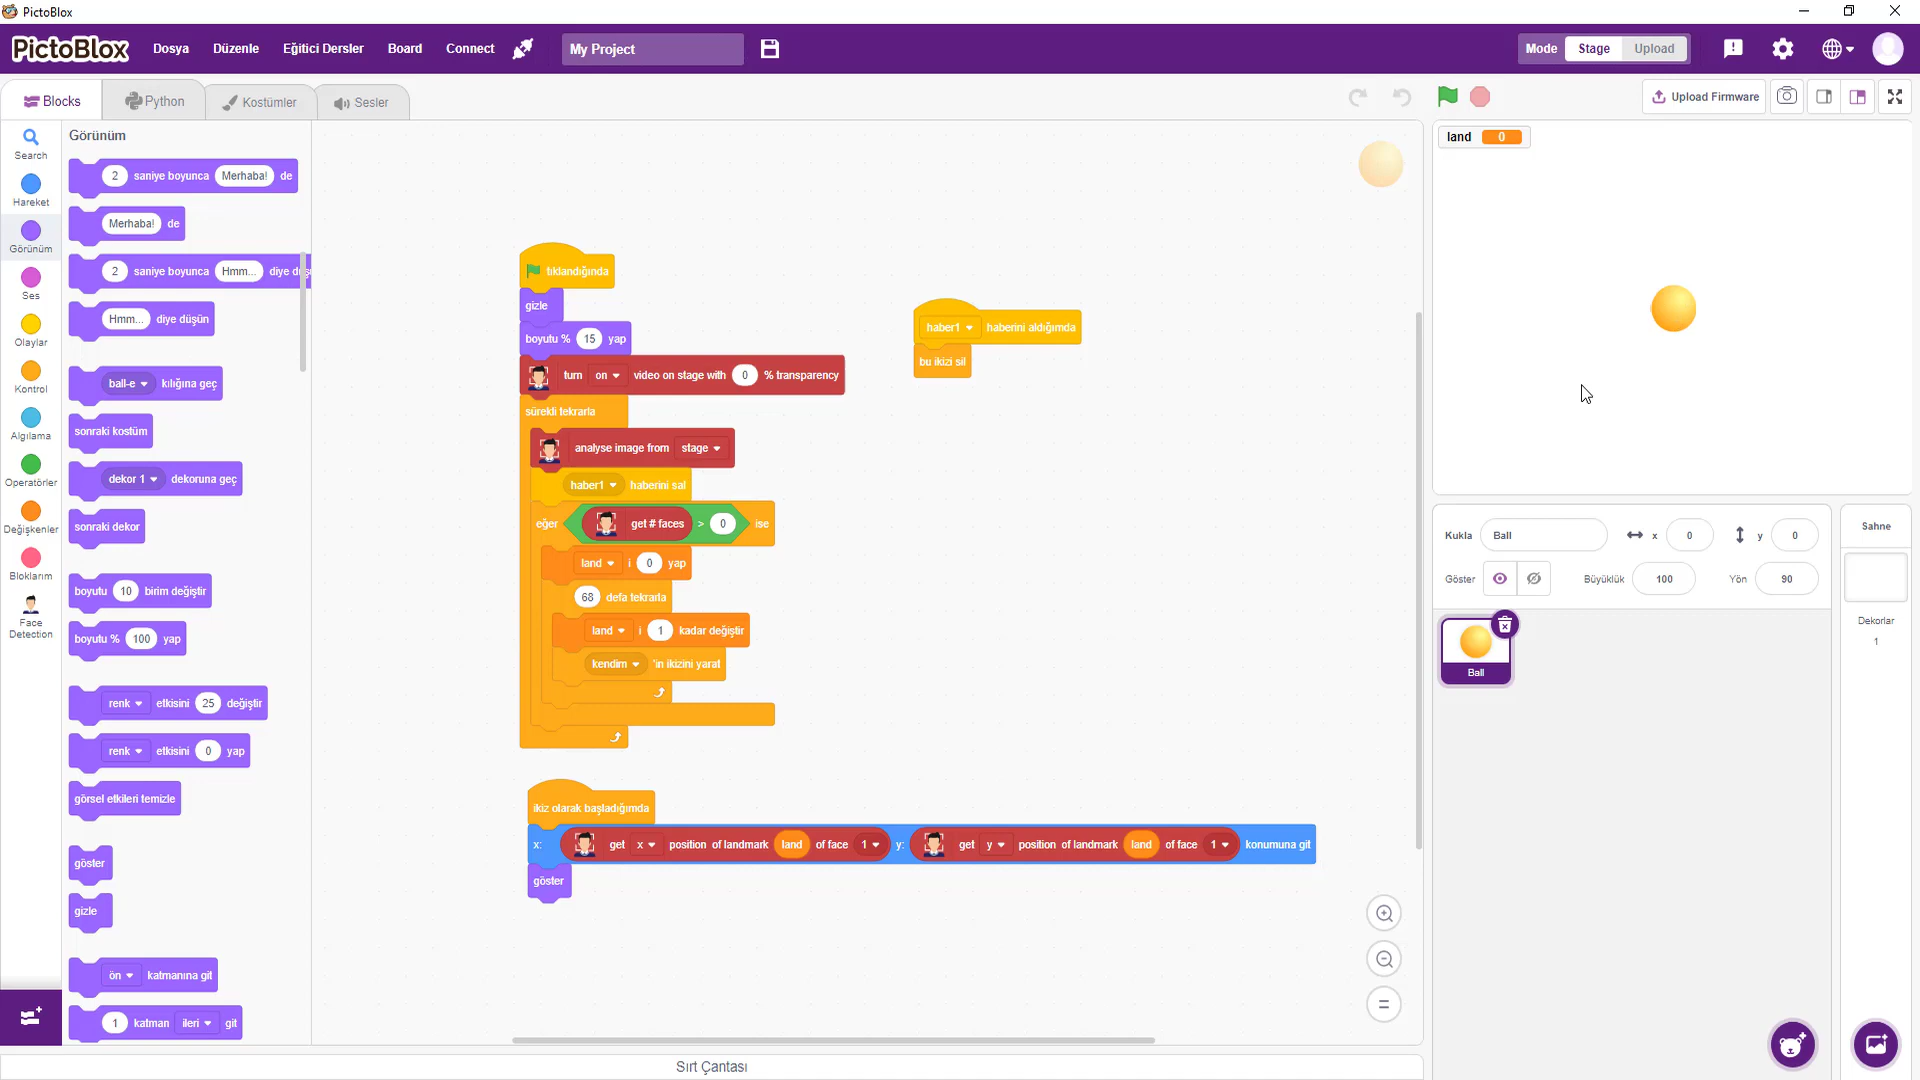 PictoBlox
PictoBlox Dosya Düzenle Eğitici Dersler Board Connect My Project Mode Stage Upload
Blocks Python Kostümler Sesler Upload Firmware
Search
Hareket
Görünüm
Ses
Olaylar
Kontrol
Algılama
Operatörler
Değişkenler
Bloklarım
Face
Detection
Görünüm
2 saniye boyunca Merhaba! de
Merhaba! de
2 saniye boyunca Hmm... diye
Hmm... diye düşün
ball-e kılığına geç
sonraki kostüm
dekor 1 dekoruna geç
sonraki dekor
boyutu 10 birim değiştir
boyutu % 100 yap
renk etkisini 25 değiştir
renk etkisini 0 yap
görsel etkileri temizle
göster
gizle
ön katmanına git
1 katman ileri git
tıklandığında
gizle
boyutu % 15 yap
turn on video on stage with 0 % transparency
sürekli tekrarla
analyse image from stage
haber1 haberini sal
eğer get # faces > 0 ise
land i 0 yap
68 defa tekrarla
land i 1 kadar değiştir
kendim 'in ikizini yarat
haber1 haberini aldığımda
bu ikizi sil
ikiz olarak başladığımda
x: get x position of landmark land of face 1 y: get y position of landmark land of face 1 konumuna git
göster
land 0
Kukla Ball x 0 y 0
Göster Büyüklük 100 Yön 90
Ball
Sahne
Dekorlar
1
Sırt Çantası